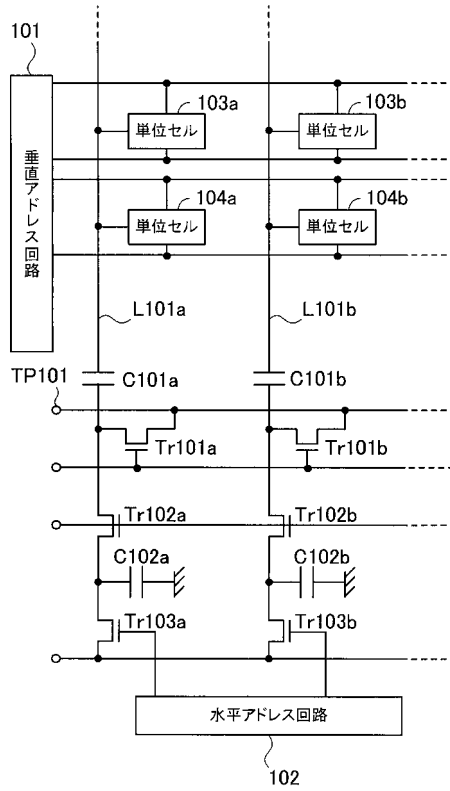 101
103a
103b
単位セル
単位セル
104a
104b
単位セル
単位セル
垂直アドレス回路
L101a
L101b
TP101
C101a
C101b
Tr101a
Tr101b
Tr102a
Tr102b
C102a
C102b
Tr103a
Tr103b
水平アドレス回路
102